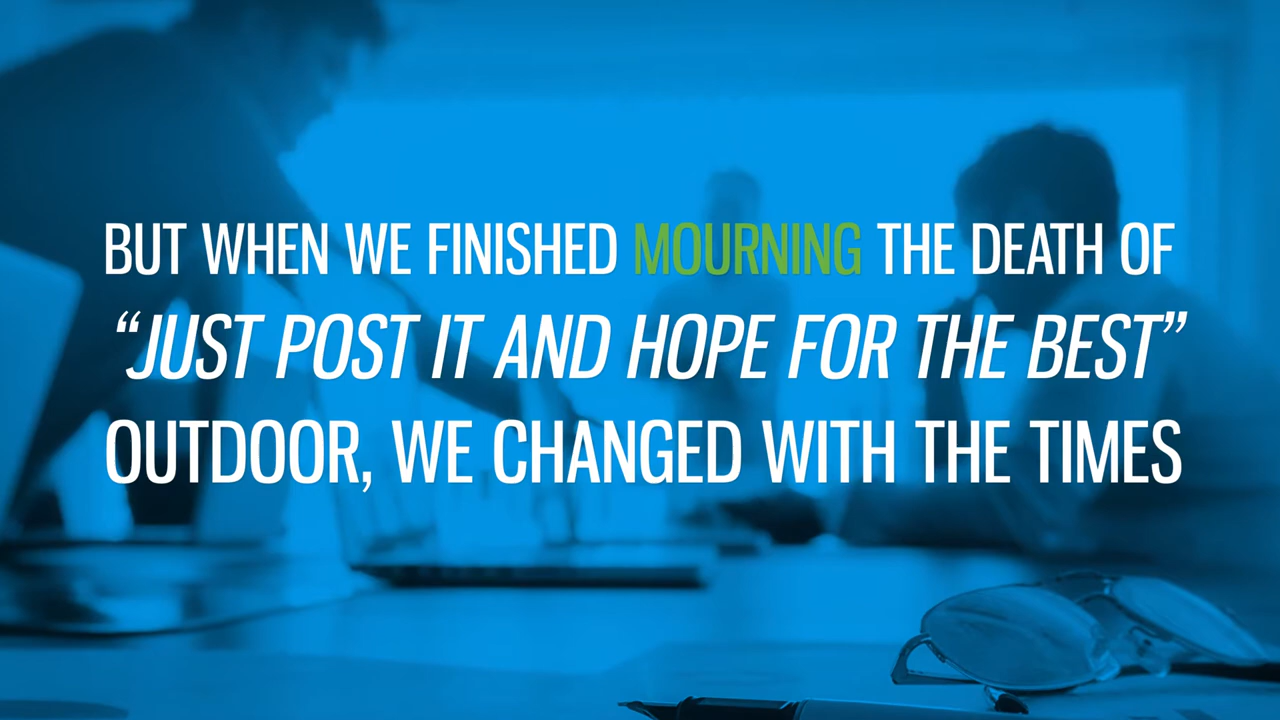 BUT WHEN WE FINISHED MOURNING THE DEATH OF
“JUST POST IT AND HOPE FOR THE BEST”
OUTDOOR, WE CHANGED WITH THE TIMES